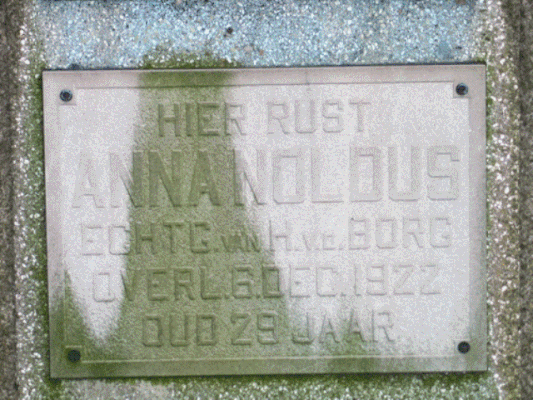 HIER RUST
ANNA NOLDUS
ECHTG. VAN H. V.D. BORG
OVERL. 6. DEC. 1922
OUD 29 JAAR